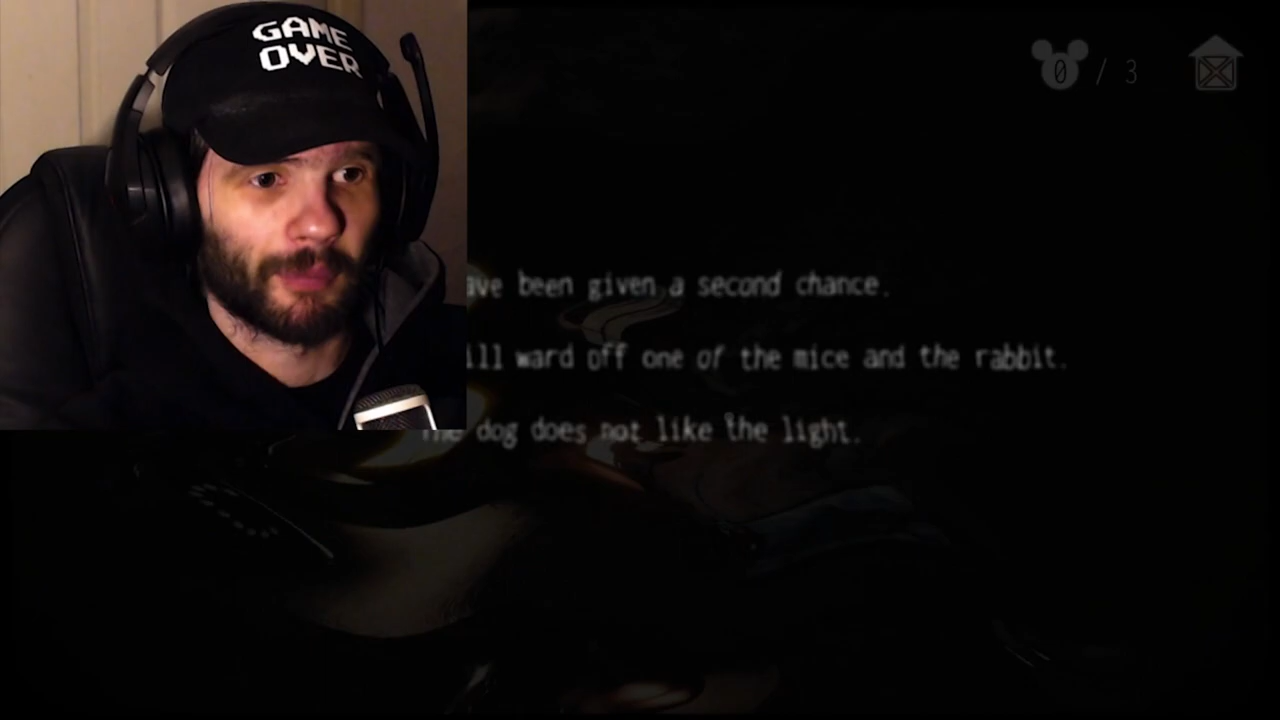 GAME
OVER
0 / 3
ave been given a second chance.
ill ward off one of the mice and the rabbit.
The dog does not like the light.